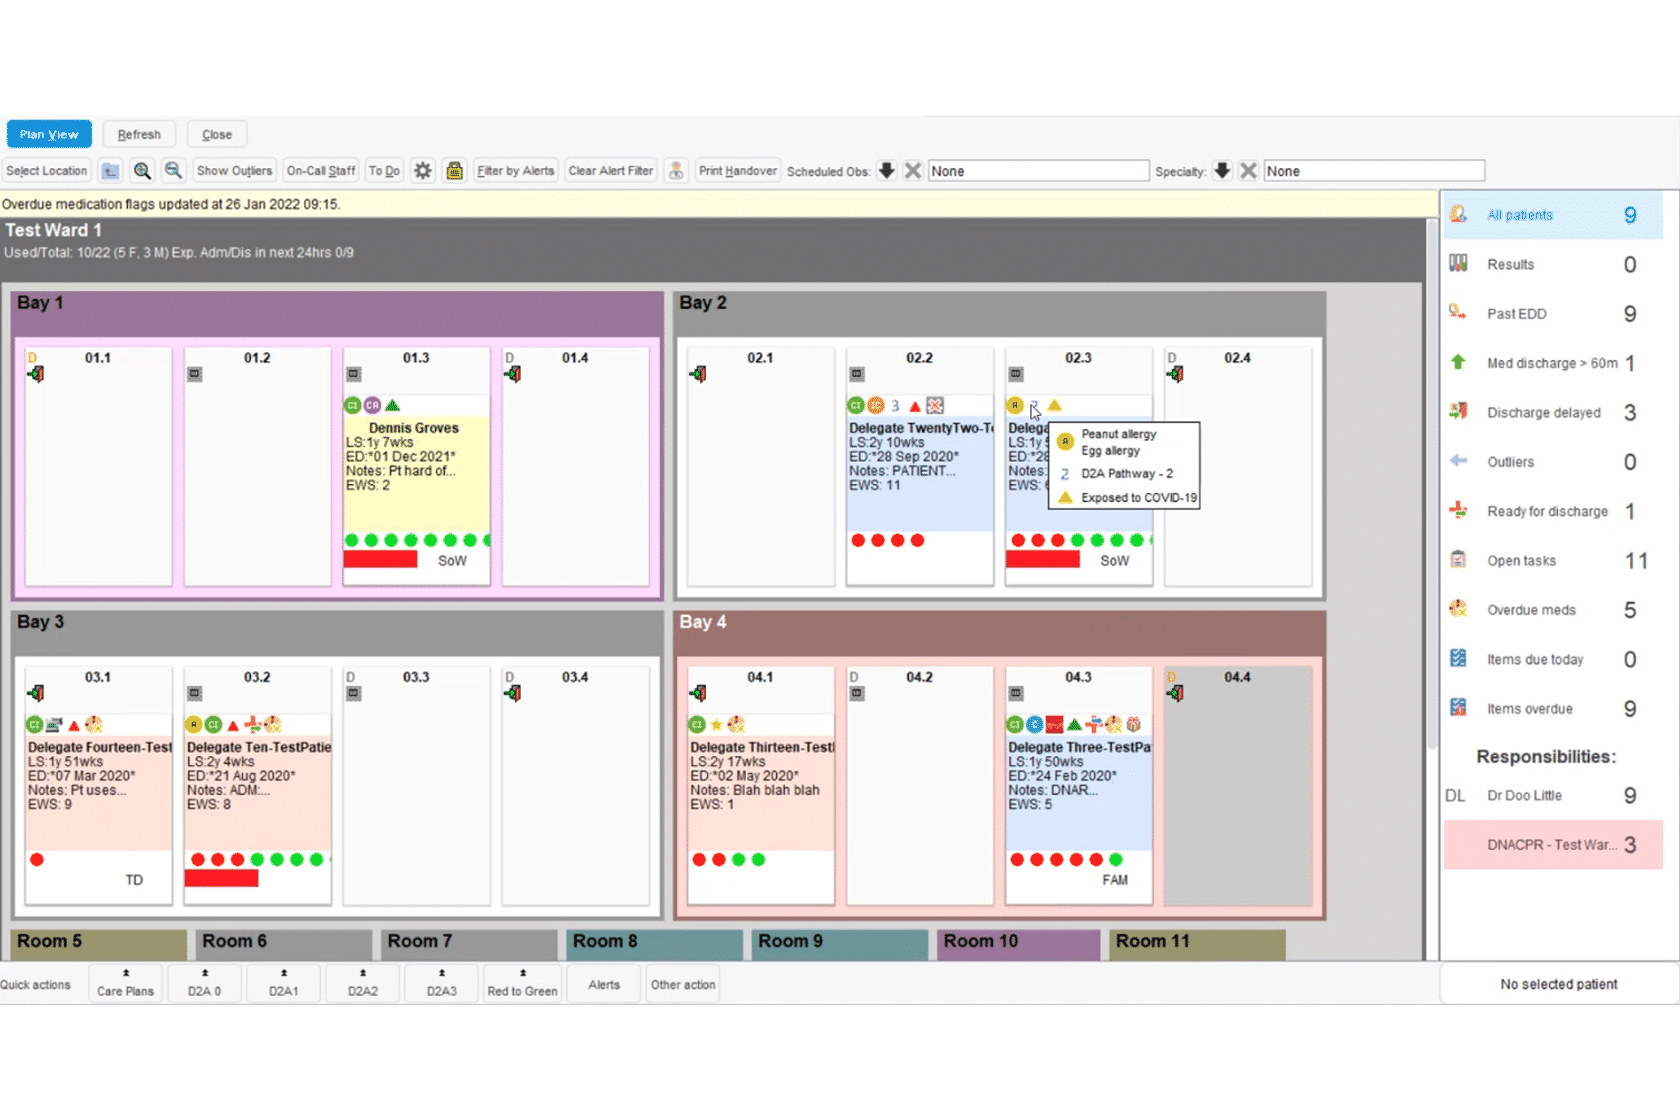 Plan View Refresh Close
Select Location Show Outliers On-Call Staff To Do Filter by Alerts Clear Alert Filter Print Handover Scheduled Obs: None Specialty: None
Overdue medication flags updated at 26 Jan 2022 09:15.
Test Ward 1
Used/Total: 10/22 (5 F, 3 M) Exp. Adm/Dis in next 24hrs 0/9
Bay 1
D 01.1
01.2
01.3
CI CA
Dennis Groves
LS:1y 7wks
ED:*01 Dec 2021*
Notes: Pt hard of...
EWS: 2
SoW
D 01.4
Bay 2
02.1
02.2
CI 3
Delegate TwentyTwo-T
LS:2y 10wks
ED:*28 Sep 2020*
Notes: PATIENT...
EWS: 11
02.3
A
Delega
LS:1y
ED:*28
Notes:
EWS:
SoW
A Peanut allergy
Egg allergy
2 D2A Pathway - 2
Exposed to COVID-19
D 02.4
Bay 3
03.1
CI
Delegate Fourteen-Test
LS:1y 51wks
ED:*07 Mar 2020*
Notes: Pt uses...
EWS: 9
TD
03.2
A CI
Delegate Ten-TestPatie
LS:2y 4wks
ED:*21 Aug 2020*
Notes: ADM:...
EWS: 8
D 03.3
D 03.4
Bay 4
04.1
CI
Delegate Thirteen-Test
LS:2y 17wks
ED:*02 May 2020*
Notes: Blah blah blah
EWS: 1
D 04.2
04.3
CI C
Delegate Three-TestPa
LS:1y 50wks
ED:*24 Feb 2020*
Notes: DNAR...
EWS: 5
FAM
D 04.4
Room 5 Room 6 Room 7 Room 8 Room 9 Room 10 Room 11
Quick actions Care Plans D2A 0 D2A1 D2A2 D2A3 Red to Green Alerts Other action
All patients 9
Results 0
Past EDD 9
Med discharge > 60m 1
Discharge delayed 3
Outliers 0
Ready for discharge 1
Open tasks 11
Overdue meds 5
Items due today 0
Items overdue 9
Responsibilities:
DL Dr Doo Little 9
DNACPR - Test War... 3
No selected patient